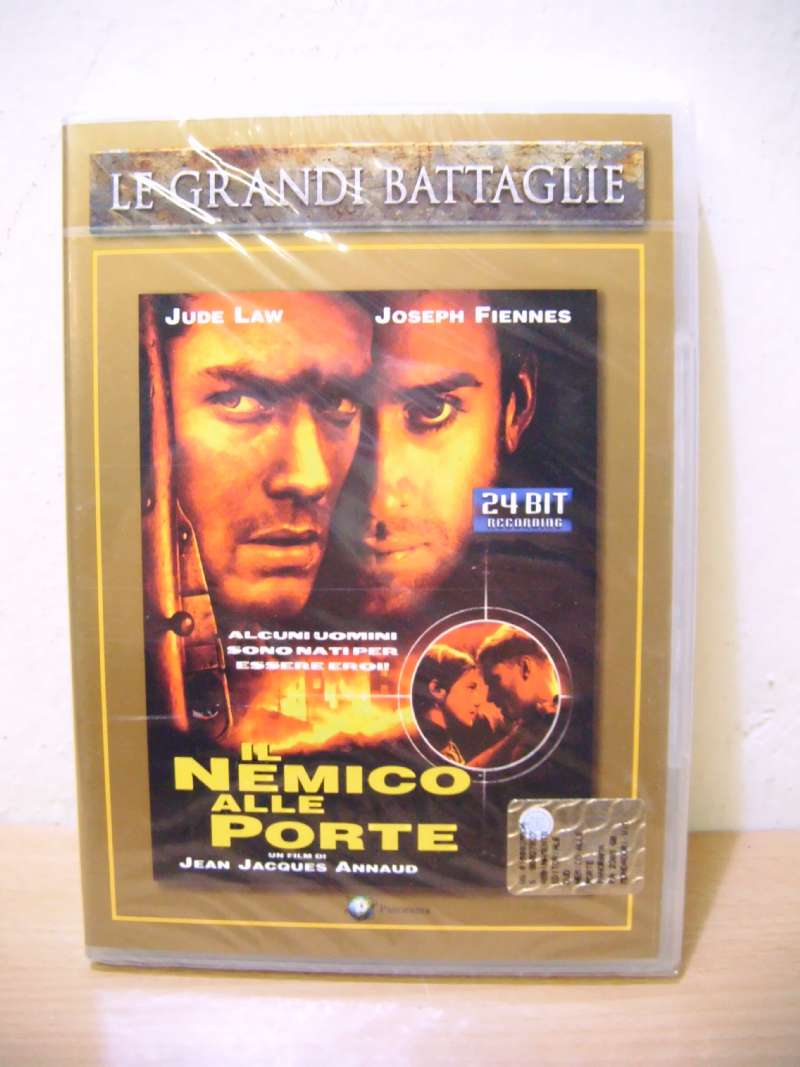 LE GRANDI BATTAGLIE
JUDE LAW JOSEPH FIENNES
24 BIT
RECORDING
ALCUNI UOMINI
SONO NATI PER
ESSERE EROI!
IL
NEMICO
ALLE
PORTE
UN FILM DI
JEAN JACQUES ANNAUD
Panorama